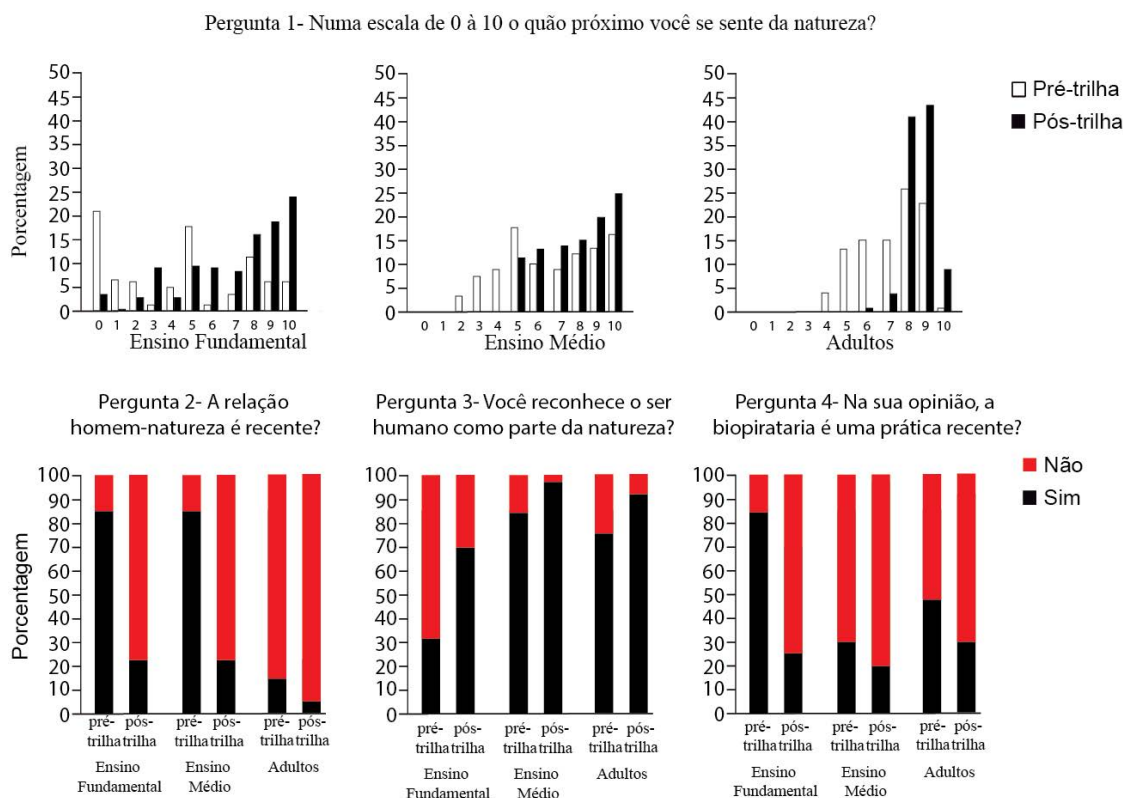 Pergunta 1- Numa escala de 0 à 10 o quão próximo você se sente da natureza?
Porcentagem
50
45
40
35
30
25
20
15
10
5
0
0 1 2 3 4 5 6 7 8 9 10
Ensino Fundamental
50
45
40
35
30
25
20
15
10
5
0
0 1 2 3 4 5 6 7 8 9 10
Ensino Médio
50
45
40
35
30
25
20
15
10
5
0
0 1 2 3 4 5 6 7 8 9 10
Adultos
Pré-trilha
Pós-trilha
Pergunta 2- A relação
homem-natureza é recente?
Porcentagem
100
90
80
70
60
50
40
30
20
10
0
pré- pós- pré- pós- pré- pós-
trilha trilha trilha trilha trilha trilha
Ensino Ensino Adultos
Fundamental Médio
Pergunta 3- Você reconhece o ser
humano como parte da natureza?
100
90
80
70
60
50
40
30
20
10
0
pré- pós- pré- pós- pré- pós-
trilha trilha trilha trilha trilha trilha
Ensino Ensino Adultos
Fundamental Médio
Pergunta 4- Na sua opinião, a
biopirataria é uma prática recente?
100
90
80
70
60
50
40
30
20
10
0
pré- pós- pré- pós- pré- pós-
trilha trilha trilha trilha trilha trilha
Ensino Ensino Adultos
Fundamental Médio
Não
Sim